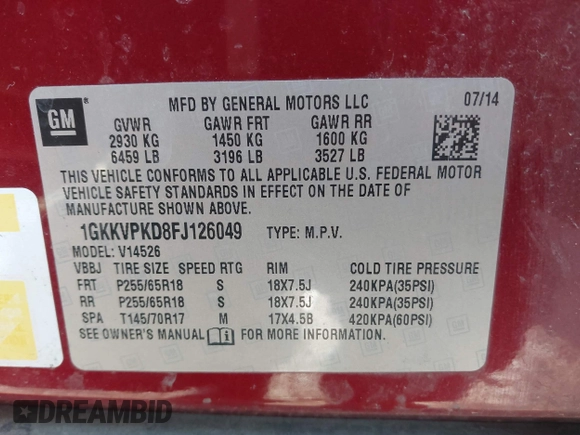 GM ®
MFD BY GENERAL MOTORS LLC 07/14
GVWR GAWR FRT GAWR RR
2930 KG 1450 KG 1600 KG
6459 LB 3196 LB 3527 LB
THIS VEHICLE CONFORMS TO ALL APPLICABLE U.S. FEDERAL MOTOR
VEHICLE SAFETY STANDARDS IN EFFECT ON THE DATE OF
MANUFACTURE SHOWN ABOVE.
1GKKVPKD8FJ126049 TYPE: M.P.V.
MODEL: V14526
VBBJ TIRE SIZE SPEED RTG RIM COLD TIRE PRESSURE
FRT P255/65R18 S 18X7.5J 240KPA(35PSI)
RR P255/65R18 S 18X7.5J 240KPA(35PSI)
SPA T145/70R17 M 17X4.5B 420KPA(60PSI)
SEE OWNER'S MANUAL FOR MORE INFORMATION.
DREAMBID